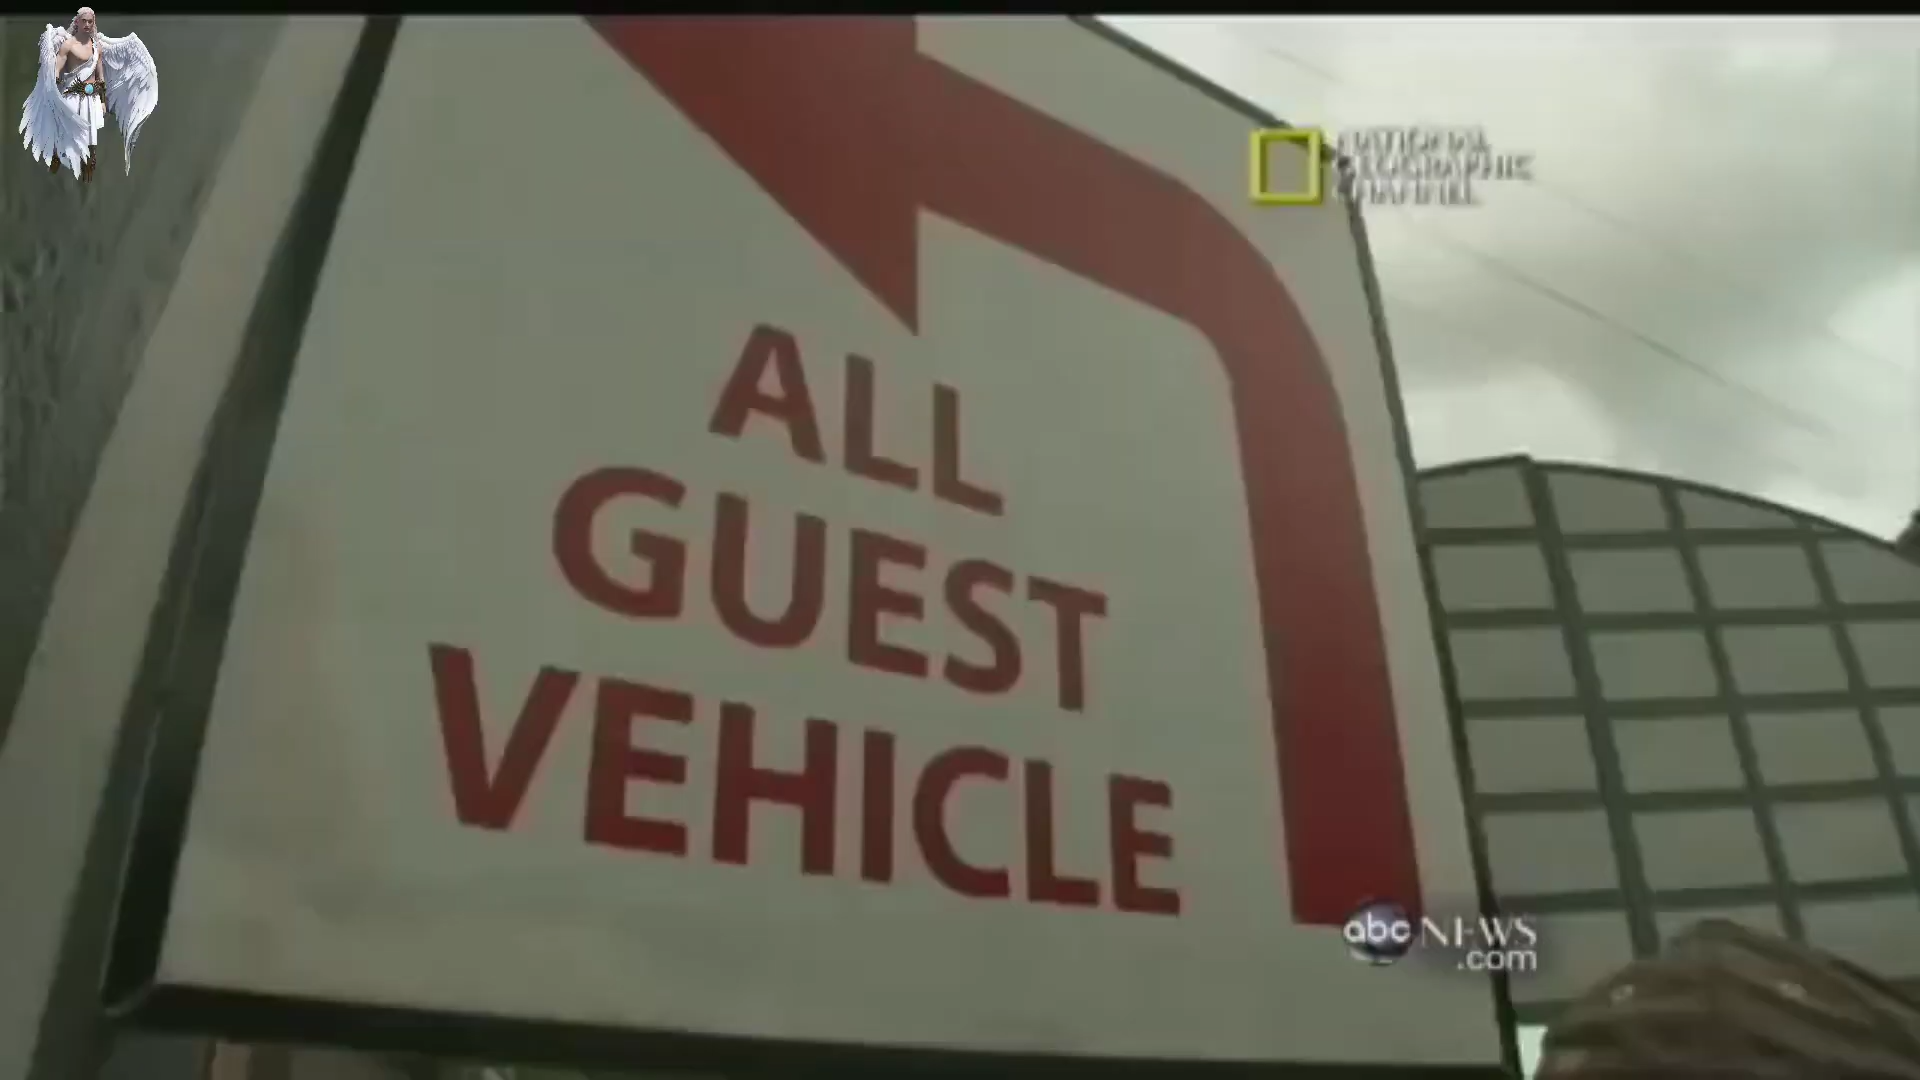 NATIONAL
GEOGRAPHIC
CHANNEL
ALL
GUEST
VEHICLE
abc NEWS
.com